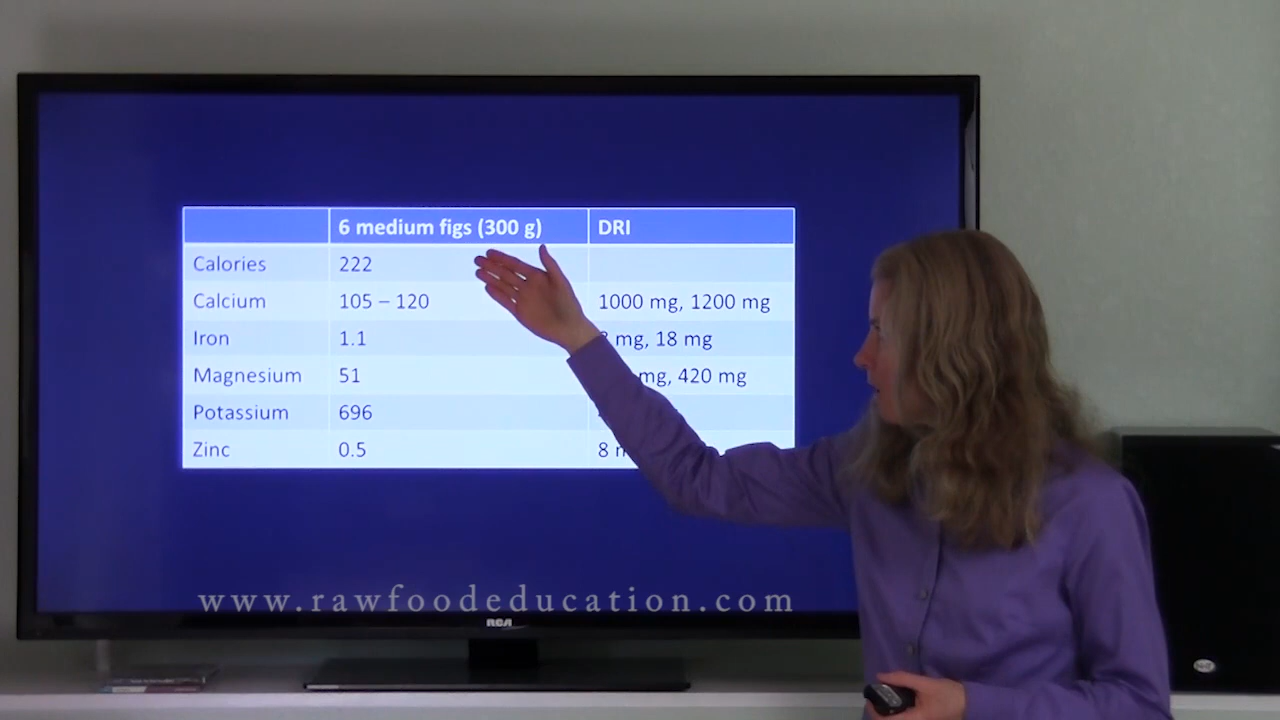 6 medium figs (300 g) DRI
Calories 222
Calcium 105 – 120 1000 mg, 1200 mg
Iron 1.1 mg, 18 mg
Magnesium 51 mg, 420 mg
Potassium 696
Zinc 0.5 8
www.rawfoodeducation.com
RCA